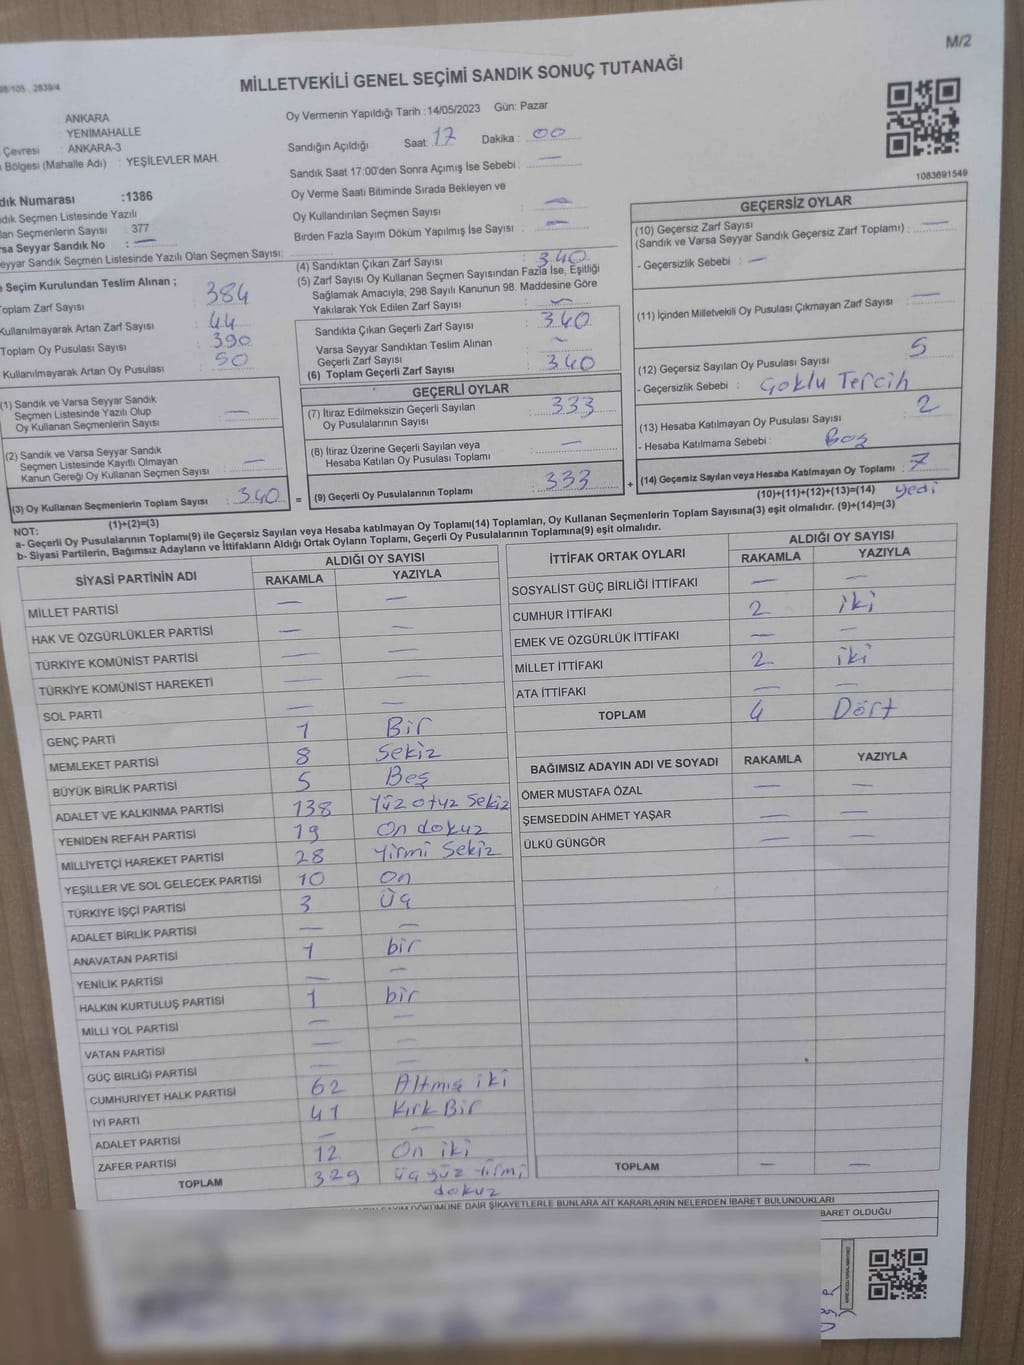 M/2
98/105 . 2839/4
MİLLETVEKİLİ GENEL SEÇİMİ SANDIK SONUÇ TUTANAĞI
ANKARA
YENİMAHALLE
Çevresi : ANKARA-3
Bölgesi (Mahalle Adı) : YEŞİLEVLER MAH.
dık Numarası :1386
dık Seçmen Listesinde Yazılı
lan Seçmenlerin Sayısı : 377
rsa Seyyar Sandık No : —
eyyar Sandık Seçmen Listesinde Yazılı Olan Seçmen Sayısı:
e Seçim Kurulundan Teslim Alınan ;
Toplam Zarf Sayısı : 384
Kullanılmayarak Artan Zarf Sayısı : 44
Toplam Oy Pusulası Sayısı : 390
Kullanılmayarak Artan Oy Pusulası : 50
(1) Sandık ve Varsa Seyyar Sandık
Seçmen Listesinde Yazılı Olup
Oy Kullanan Seçmenlerin Sayısı : —
(2) Sandık ve Varsa Seyyar Sandık
Seçmen Listesinde Kayıtlı Olmayan
Kanun Gereği Oy Kullanan Seçmen Sayısı : —
(3) Oy Kullanan Seçmenlerin Toplam Sayısı : 340
(1)+(2)=(3)
Oy Vermenin Yapıldığı Tarih : 14/05/2023 Gün: Pazar
Sandığın Açıldığı Saat: 17 Dakika : 00
Sandık Saat 17:00'den Sonra Açımış İse Sebebi : —
Oy Verme Saati Bitiminde Sırada Bekleyen ve
Oy Kullandırılan Seçmen Sayısı : —
Birden Fazla Sayım Döküm Yapılmış İse Sayısı : —
(4) Sandıktan Çıkan Zarf Sayısı : 340
(5) Zarf Sayısı Oy Kullanan Seçmen Sayısından Fazla İse, Eşitliği
Sağlamak Amacıyla, 298 Sayılı Kanunun 98. Maddesine Göre
Yakılarak Yok Edilen Zarf Sayısı : —
Sandıkta Çıkan Geçerli Zarf Sayısı : 340
Varsa Seyyar Sandıktan Teslim Alınan
Geçerli Zarf Sayısı : —
(6) Toplam Geçerli Zarf Sayısı : 340
GEÇERLİ OYLAR
(7) İtiraz Edilmeksizin Geçerli Sayılan
Oy Pusulalarının Sayısı : 333
(8) İtiraz Üzerine Geçerli Sayılan veya
Hesaba Katılan Oy Pusulası Toplamı : —
= (9) Geçerli Oy Pusulalarının Toplamı : 333 +
1083691549
GEÇERSİZ OYLAR
(10) Geçersiz Zarf Sayısı
(Sandık ve Varsa Seyyar Sandık Geçersiz Zarf Toplamı) : —
- Geçersizlik Sebebi : —
(11) İçinden Milletvekili Oy Pusulası Çıkmayan Zarf Sayısı : —
(12) Geçersiz Sayılan Oy Pusulası Sayısı : 5
- Geçersizlik Sebebi : Çoklu Tercih
(13) Hesaba Katılmayan Oy Pusulası Sayısı : 2
- Hesaba Katılmama Sebebi : Boş
(14) Geçersiz Sayılan veya Hesaba Katılmayan Oy Toplamı : 7
(10)+(11)+(12)+(13)=(14) yedi
NOT:
a- Geçerli Oy Pusulalarının Toplamı(9) ile Geçersiz Sayılan veya Hesaba katılmayan Oy Toplamı(14) Toplamları, Oy Kullanan Seçmenlerin Toplam Sayısına(3) eşit olmalıdır. (9)+(14)=(3)
b- Siyasi Partilerin, Bağımsız Adayların ve İttifakların Aldığı Ortak Oyların Toplamı, Geçerli Oy Pusulalarının Toplamına(9) eşit olmalıdır.
SİYASİ PARTİNİN ADI ALDIĞI OY SAYISI
RAKAMLA YAZIYLA
MİLLET PARTİSİ — —
HAK VE ÖZGÜRLÜKLER PARTİSİ — —
TÜRKİYE KOMÜNİST PARTİSİ — —
TÜRKİYE KOMÜNİST HAREKETİ — —
SOL PARTİ — —
GENÇ PARTİ 1 Bir
MEMLEKET PARTİSİ 8 Sekiz
BÜYÜK BİRLİK PARTİSİ 5 Beş
ADALET VE KALKINMA PARTİSİ 138 Yüz otuz Sekiz
YENİDEN REFAH PARTİSİ 19 On dokuz
MİLLİYETÇİ HAREKET PARTİSİ 28 Yirmi Sekiz
YEŞİLLER VE SOL GELECEK PARTİSİ 10 On
TÜRKİYE İŞÇİ PARTİSİ 3 Üç
ADALET BİRLİK PARTİSİ — —
ANAVATAN PARTİSİ 1 bir
YENİLİK PARTİSİ — —
HALKIN KURTULUŞ PARTİSİ 1 bir
MİLLİ YOL PARTİSİ — —
VATAN PARTİSİ — —
GÜÇ BİRLİĞİ PARTİSİ — —
CUMHURİYET HALK PARTİSİ 62 Altmış iki
İYİ PARTİ 41 Kırk Bir
ADALET PARTİSİ — —
ZAFER PARTİSİ 12 On iki
TOPLAM 329 üç yüz yirmi
dokuz
İTTİFAK ORTAK OYLARI ALDIĞI OY SAYISI
RAKAMLA YAZIYLA
SOSYALİST GÜÇ BİRLİĞİ İTTİFAKI — —
CUMHUR İTTİFAKI 2 iki
EMEK VE ÖZGÜRLÜK İTTİFAKI — —
MİLLET İTTİFAKI 2 iki
ATA İTTİFAKI — —
TOPLAM 4 Dört
BAĞIMSIZ ADAYIN ADI VE SOYADI RAKAMLA YAZIYLA
ÖMER MUSTAFA ÖZAL — —
ŞEMSEDDİN AHMET YAŞAR — —
ÜLKÜ GÜNGÖR — —
TOPLAM — —
DÖKÜMÜNE DAİR ŞİKAYETLERLE BUNLARA AİT KARARLARIN NELERDEN İBARET BULUNDUKLARI
BARET OLDUĞU